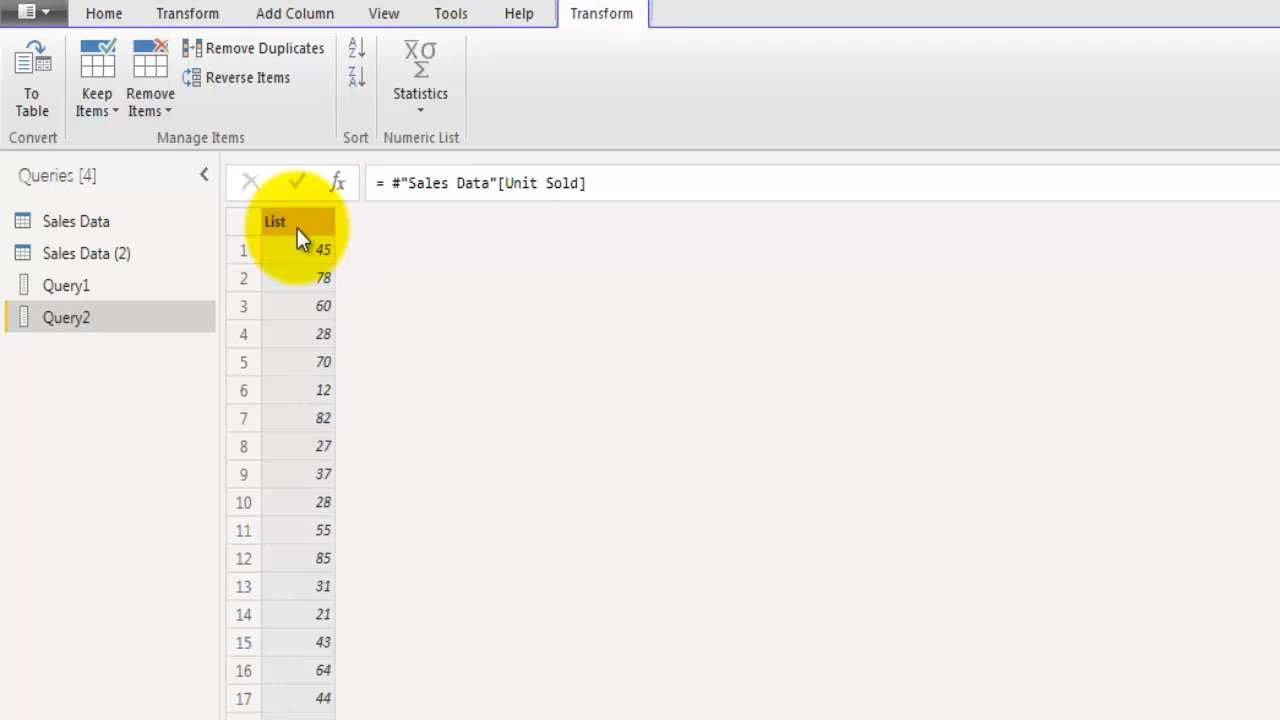 Home Transform Add Column View Tools Help Transform
To Table
Keep Items
Remove Items
Remove Duplicates
Reverse Items
A Z
Z A
X̄σ
Σ
Statistics
Convert Manage Items Sort Numeric List
Queries [4]
Sales Data
Sales Data (2)
Query1
Query2
fx = #"Sales Data"[Unit Sold]
List
1 45
2 78
3 60
4 28
5 70
6 12
7 82
8 27
9 37
10 28
11 55
12 85
13 31
14 21
15 43
16 64
17 44